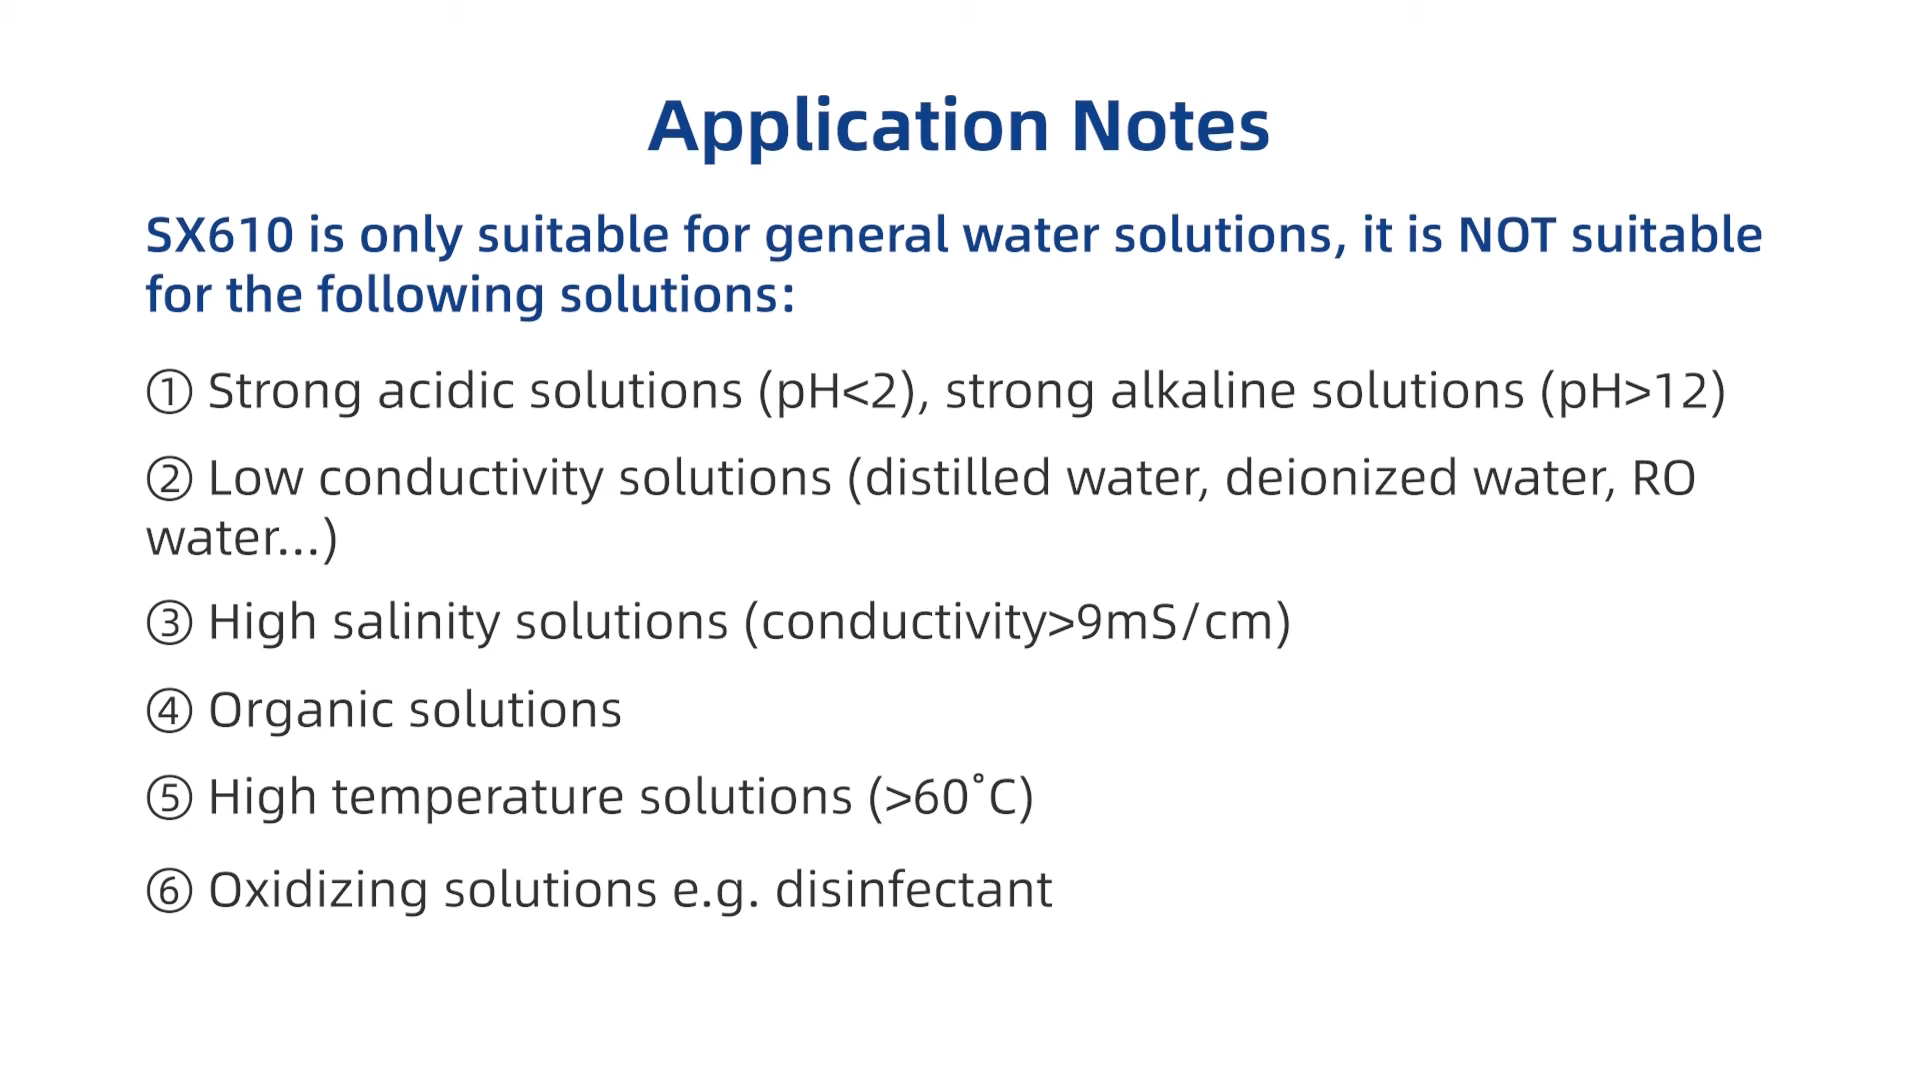 Application Notes
SX610 is only suitable for general water solutions, it is NOT suitable
for the following solutions:
① Strong acidic solutions (pH<2), strong alkaline solutions (pH>12)
② Low conductivity solutions (distilled water, deionized water, RO
water...)
③ High salinity solutions (conductivity>9mS/cm)
④ Organic solutions
⑤ High temperature solutions (>60˚C)
⑥ Oxidizing solutions e.g. disinfectant